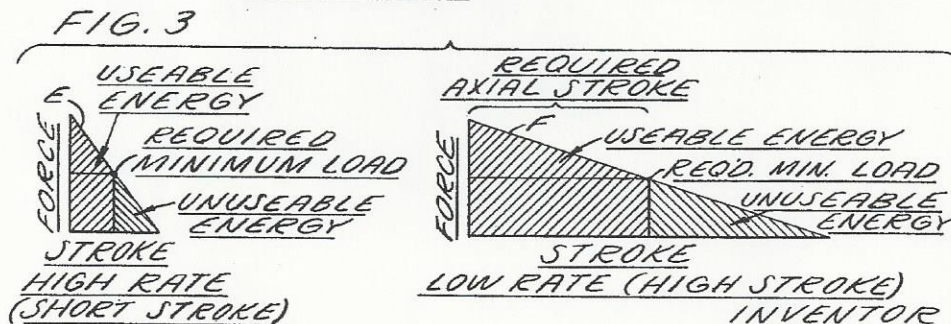 FIG. 3
USEABLE
ENERGY
E
REQUIRED
MINIMUM LOAD
UNUSEABLE
ENERGY
FORCE
STROKE
HIGH RATE
(SHORT STROKE)
REQUIRED
AXIAL STROKE
F
USEABLE ENERGY
REQD. MIN. LOAD
UNUSEABLE
ENERGY
FORCE
STROKE
LOW RATE (HIGH STROKE)
INVENTOR